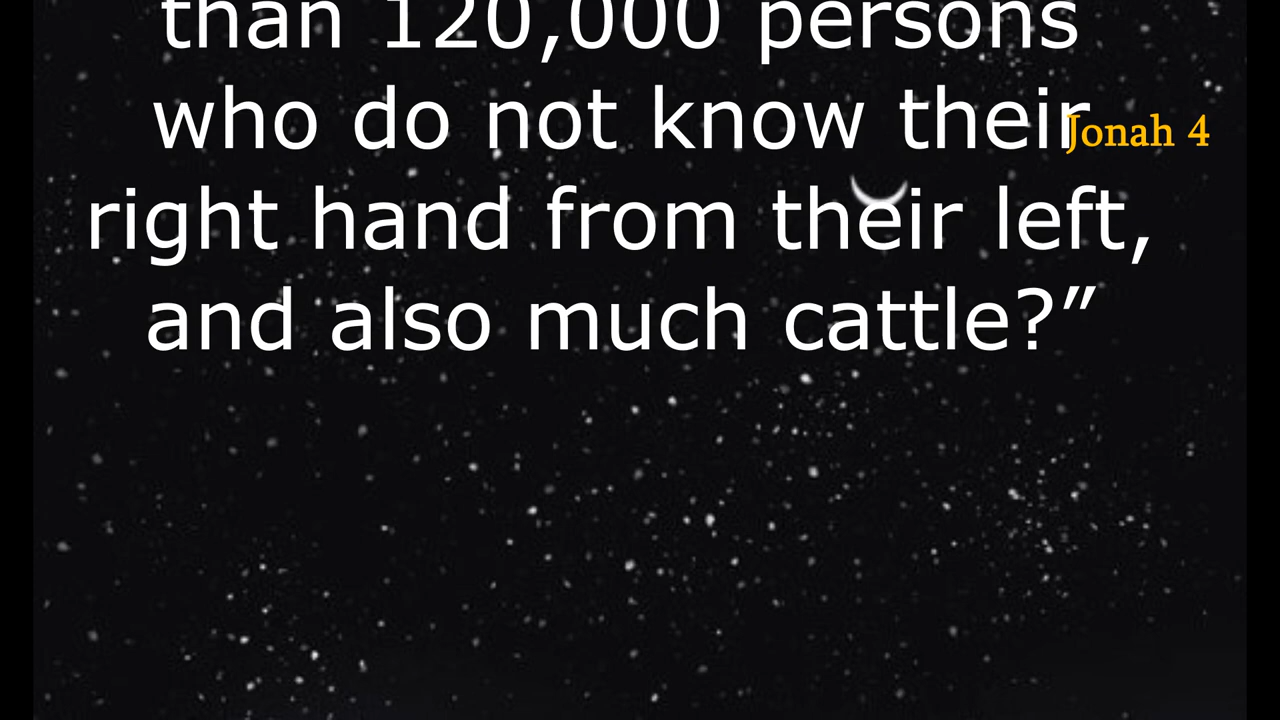 than 120,000 persons
who do not know their
Jonah 4
right hand from their left,
and also much cattle?”